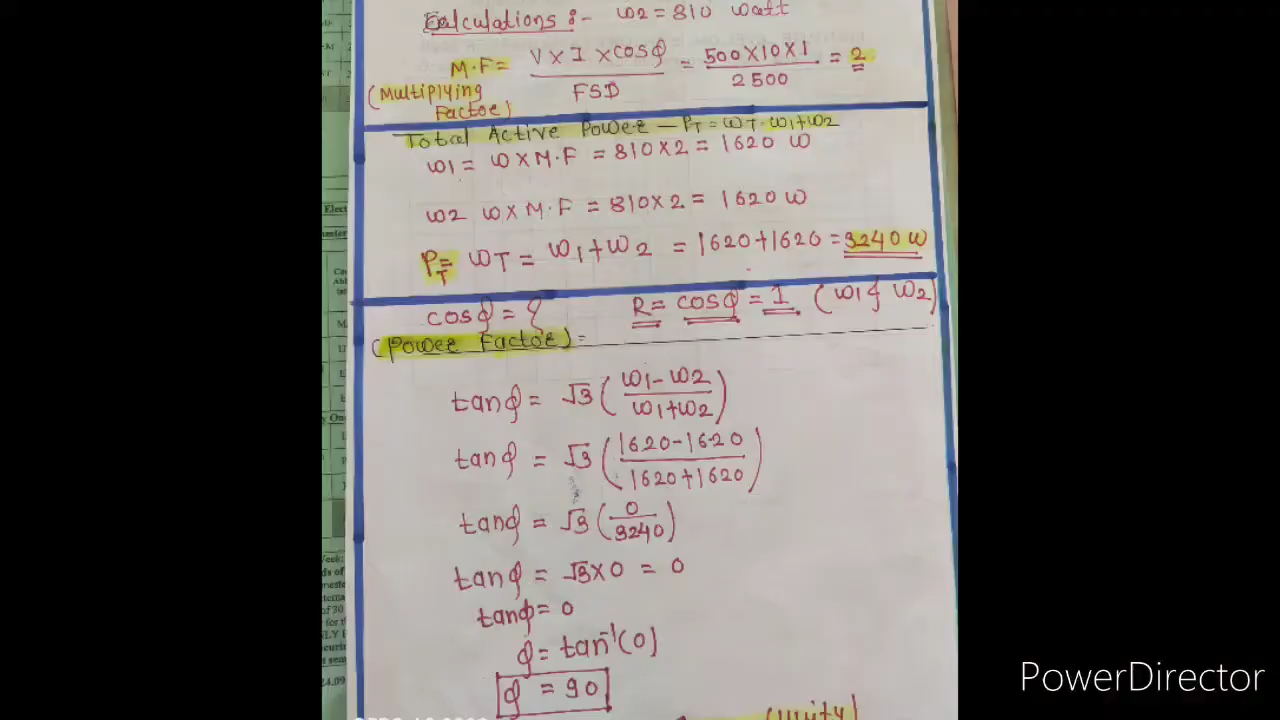 Calculations :- W2 = 810 watt
M.F = V × I × cosϕ / FSD = 500×10×1 / 2500 = 2
(Multiplying Factor)
Total Active Power - PT = WT = W1+W2
W1 = W × M.F = 810 × 2 = 1620 W
W2 W × M.F = 810 × 2 = 1620 W
PT = WT = W1 + W2 = 1620 + 1620 = 3240 W
cosϕ = { R = cosϕ = 1 (W1 & W2)
(Power Factor) =
tanϕ = √3 (W1 - W2 / W1 + W2)
tanϕ = √3 (1620 - 1620 / 1620 + 1620)
tanϕ = √3 (0 / 3240)
tanϕ = √3 × 0 = 0
tanϕ = 0
ϕ = tan⁻¹(0)
ϕ = 90
(Unity)
PowerDirector